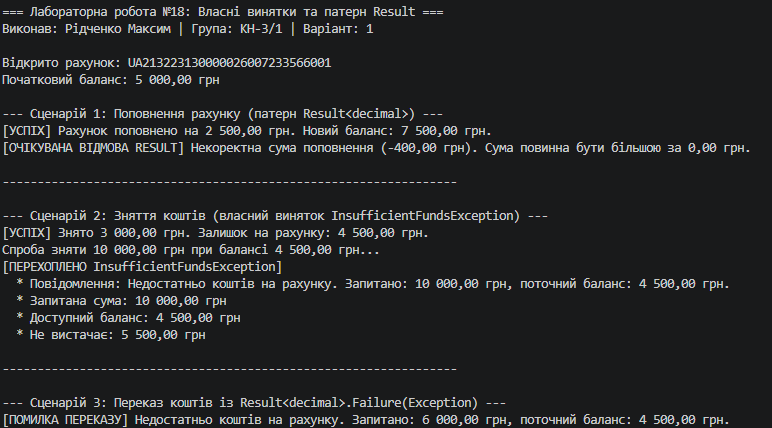 === Лабораторна робота №18: Власні винятки та патерн Result ===
Виконав: Рідченко Максим | Група: КН-3/1 | Варіант: 1
Відкрито рахунок: UA213223130000026007233566001
Початковий баланс: 5 000,00 грн
--- Сценарій 1: Поповнення рахунку (патерн Result<decimal>) ---
[УСПІХ] Рахунок поповнено на 2 500,00 грн. Новий баланс: 7 500,00 грн.
[ОЧІКУВАНА ВІДМОВА RESULT] Некоректна сума поповнення (-400,00 грн). Сума повинна бути більшою за 0,00 грн.
-----------------------------------------------------------------
--- Сценарій 2: Зняття коштів (власний виняток InsufficientFundsException) ---
[УСПІХ] Знято 3 000,00 грн. Залишок на рахунку: 4 500,00 грн.
Спроба зняти 10 000,00 грн при балансі 4 500,00 грн...
[ПЕРЕХОПЛЕНО InsufficientFundsException]
* Повідомлення: Недостатньо коштів на рахунку. Запитано: 10 000,00 грн, поточний баланс: 4 500,00 грн.
* Запитана сума: 10 000,00 грн
* Доступний баланс: 4 500,00 грн
* Не вистачає: 5 500,00 грн
-----------------------------------------------------------------
--- Сценарій 3: Переказ коштів із Result<decimal>.Failure(Exception) ---
[ПОМИЛКА ПЕРЕКАЗУ] Недостатньо коштів на рахунку. Запитано: 6 000,00 грн, поточний баланс: 4 500,00 грн.